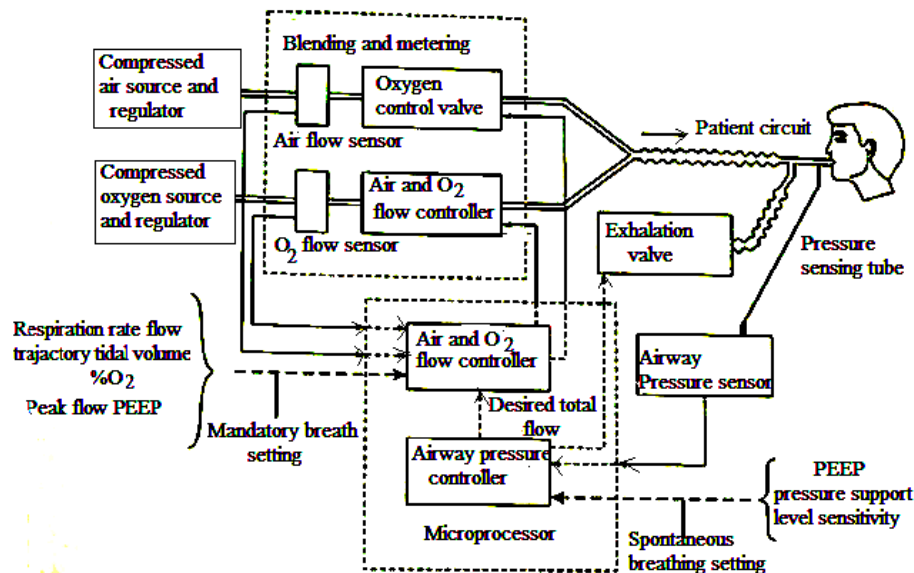 Blending and metering
Compressed
air source and
regulator
Oxygen
control valve
Air flow sensor
Patient circuit
Compressed
oxygen source
and regulator
Air and O2
flow controller
O2 flow sensor
Exhalation
valve
Pressure
sensing tube
Respiration rate flow
trajactory tidal volume
%O2
Peak flow PEEP
Mandatory breath
setting
Air and O2
flow controller
Desired total
flow
Airway
Pressure sensor
Airway pressure
controller
Microprocessor
PEEP
pressure support
level sensitivity
Spontaneous
breathing setting